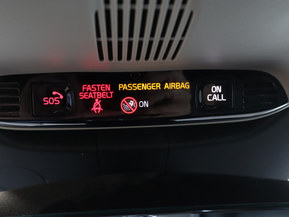 SOS
FASTEN
SEATBELT
PASSENGER AIRBAG
ON
ON
CALL